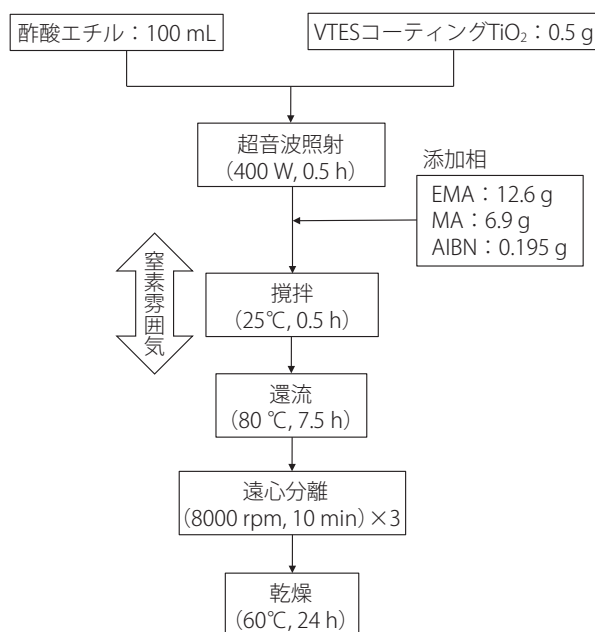 酢酸エチル：100 mL
VTESコーティングTiO₂：0.5 g
超音波照射
(400 W, 0.5 h)
添加相
EMA：12.6 g
MA：6.9 g
AIBN：0.195 g
窒素雰囲気
撹拌
(25℃, 0.5 h)
還流
(80 ℃, 7.5 h)
遠心分離
(8000 rpm, 10 min) ×3
乾燥
(60℃, 24 h)